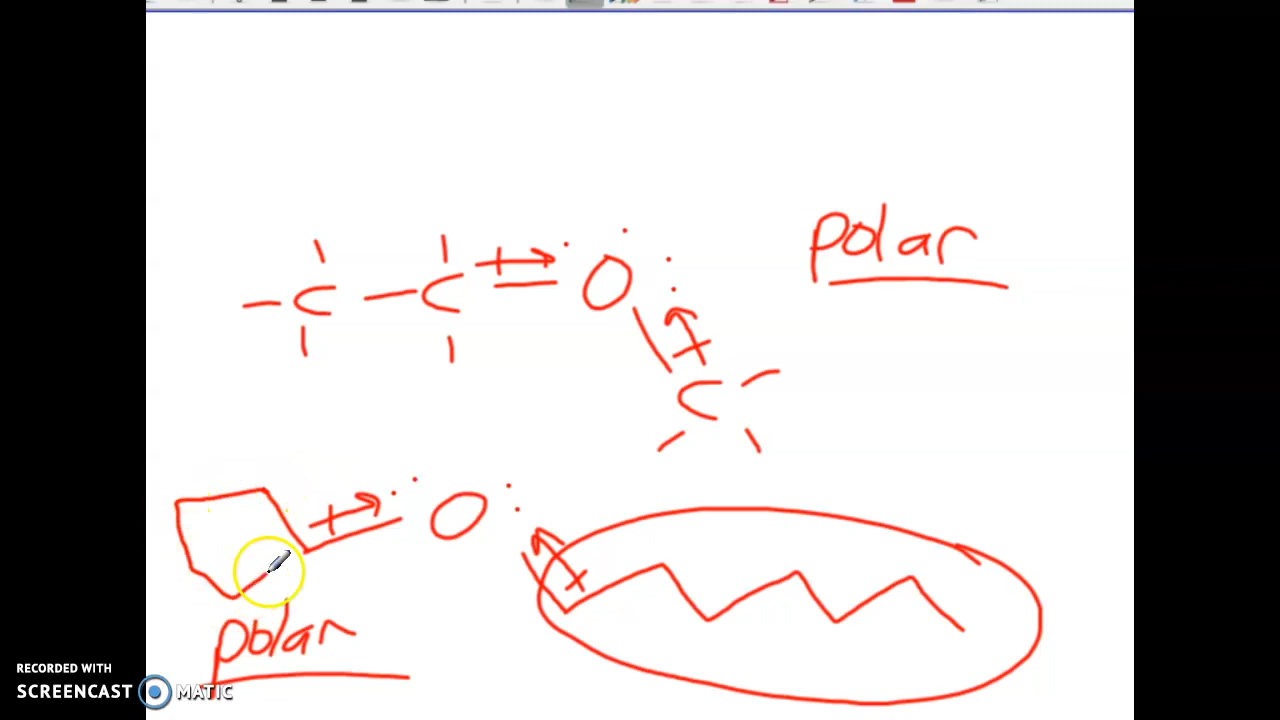 polar
C C O
C
O
polar
RECORDED WITH
SCREENCAST MATIC